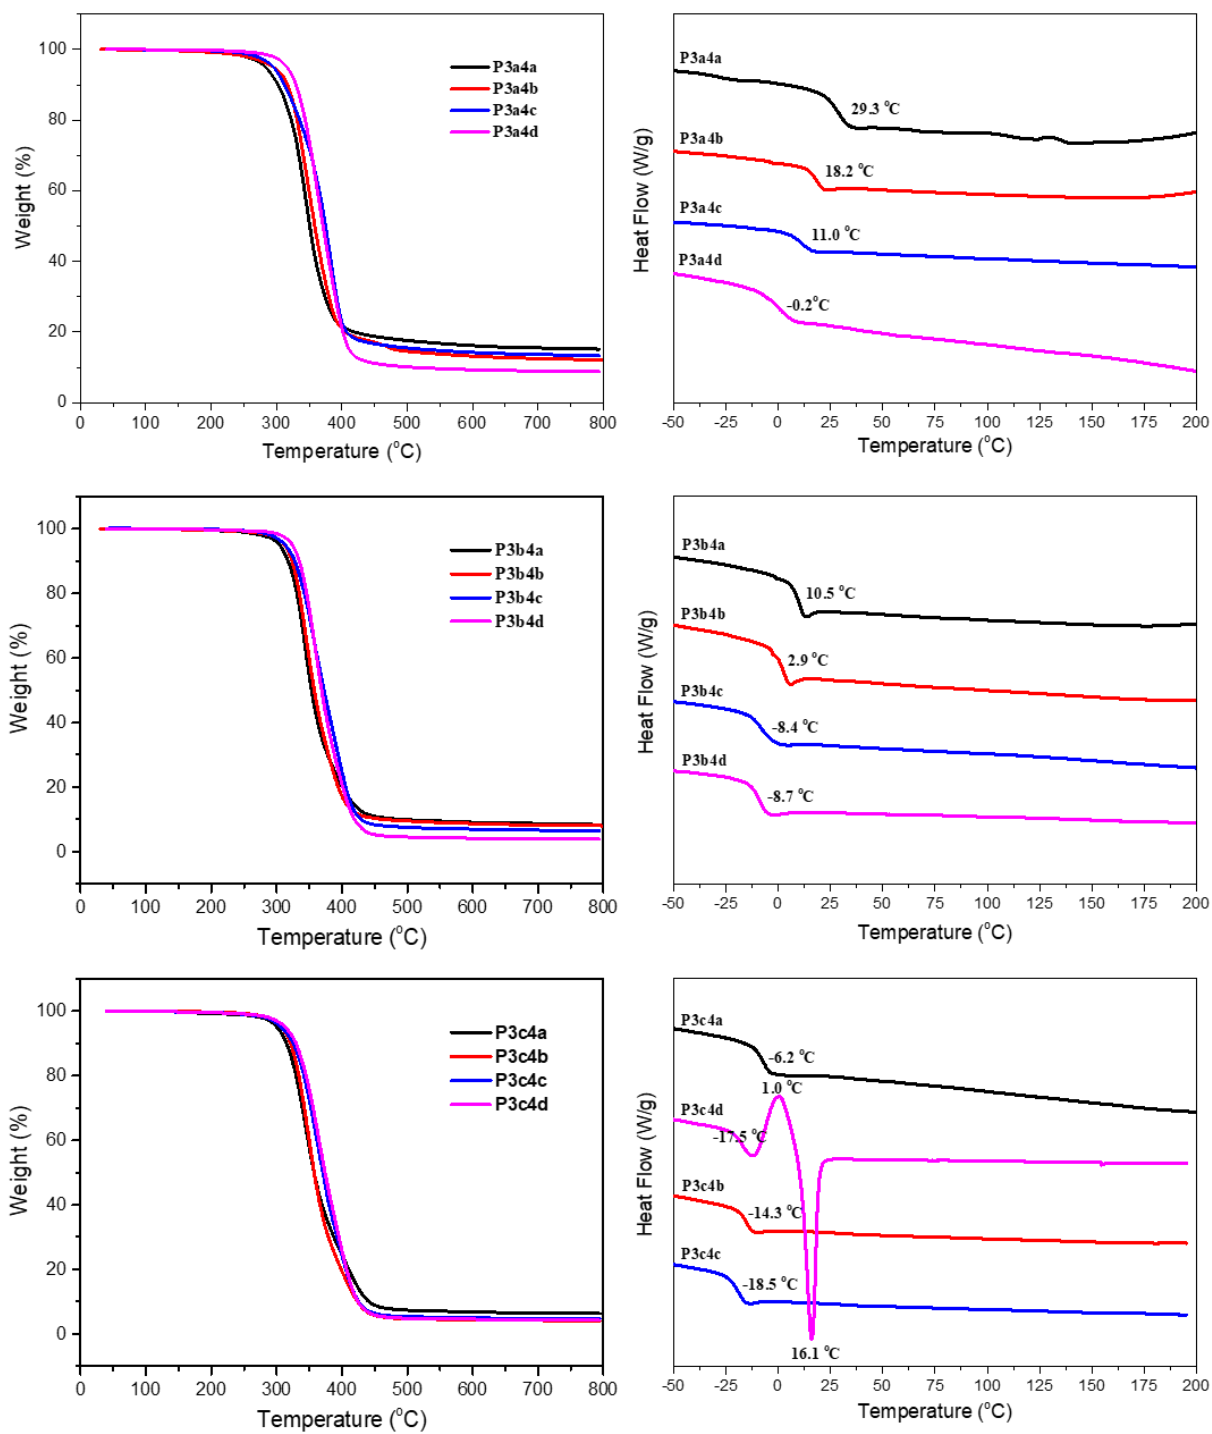 100
80
60
40
20
0
Weight (%)
P3a4a
P3a4b
P3a4c
P3a4d
0 100 200 300 400 500 600 700 800
Temperature (°C)
Heat Flow (W/g)
P3a4a
29.3 °C
P3a4b
18.2 °C
P3a4c
11.0 °C
P3a4d
-0.2°C
-50 -25 0 25 50 75 100 125 150 175 200
Temperature (°C)
100
80
60
40
20
0
Weight (%)
P3b4a
P3b4b
P3b4c
P3b4d
0 100 200 300 400 500 600 700 800
Temperature (°C)
Heat Flow (W/g)
P3b4a
10.5 °C
P3b4b
2.9 °C
P3b4c
-8.4 °C
P3b4d
-8.7 °C
-50 -25 0 25 50 75 100 125 150 175 200
Temperature (°C)
100
80
60
40
20
0
Weight (%)
P3c4a
P3c4b
P3c4c
P3c4d
0 100 200 300 400 500 600 700 800
Temperature (°C)
Heat Flow (W/g)
P3c4a
-6.2 °C
1.0 °C
P3c4d
-17.5 °C
P3c4b
-14.3 °C
P3c4c
-18.5 °C
16.1 °C
-50 -25 0 25 50 75 100 125 150 175 200
Temperature (°C)